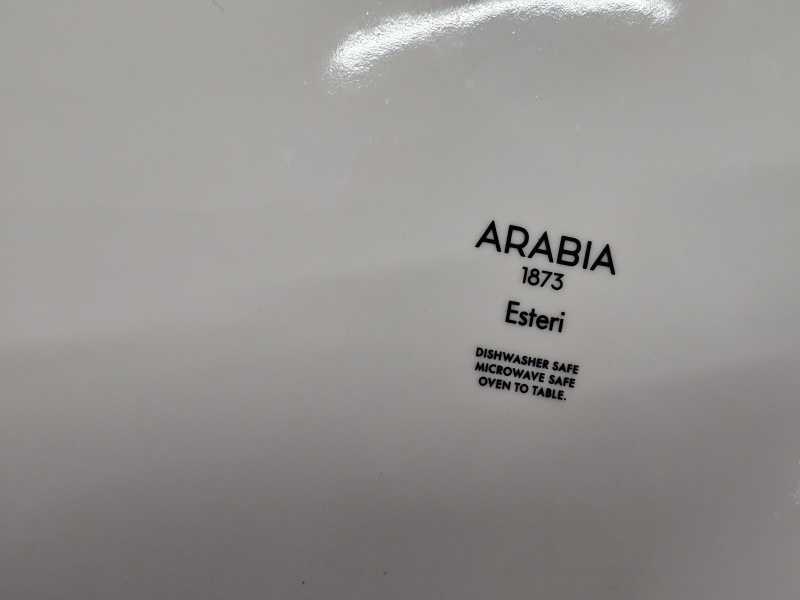 ARABIA
1873
Esteri
DISHWASHER SAFE
MICROWAVE SAFE
OVEN TO TABLE.